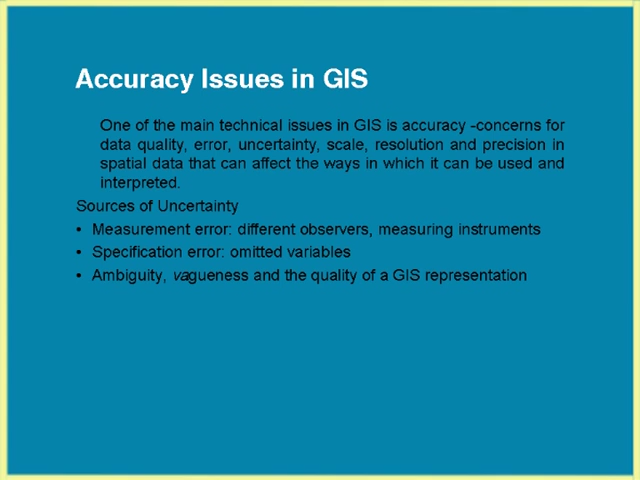 Accuracy Issues in GIS
One of the main technical issues in GIS is accuracy -concerns for
data quality, error, uncertainty, scale, resolution and precision in
spatial data that can affect the ways in which it can be used and
interpreted.
Sources of Uncertainty
• Measurement error: different observers, measuring instruments
• Specification error: omitted variables
• Ambiguity, vagueness and the quality of a GIS representation